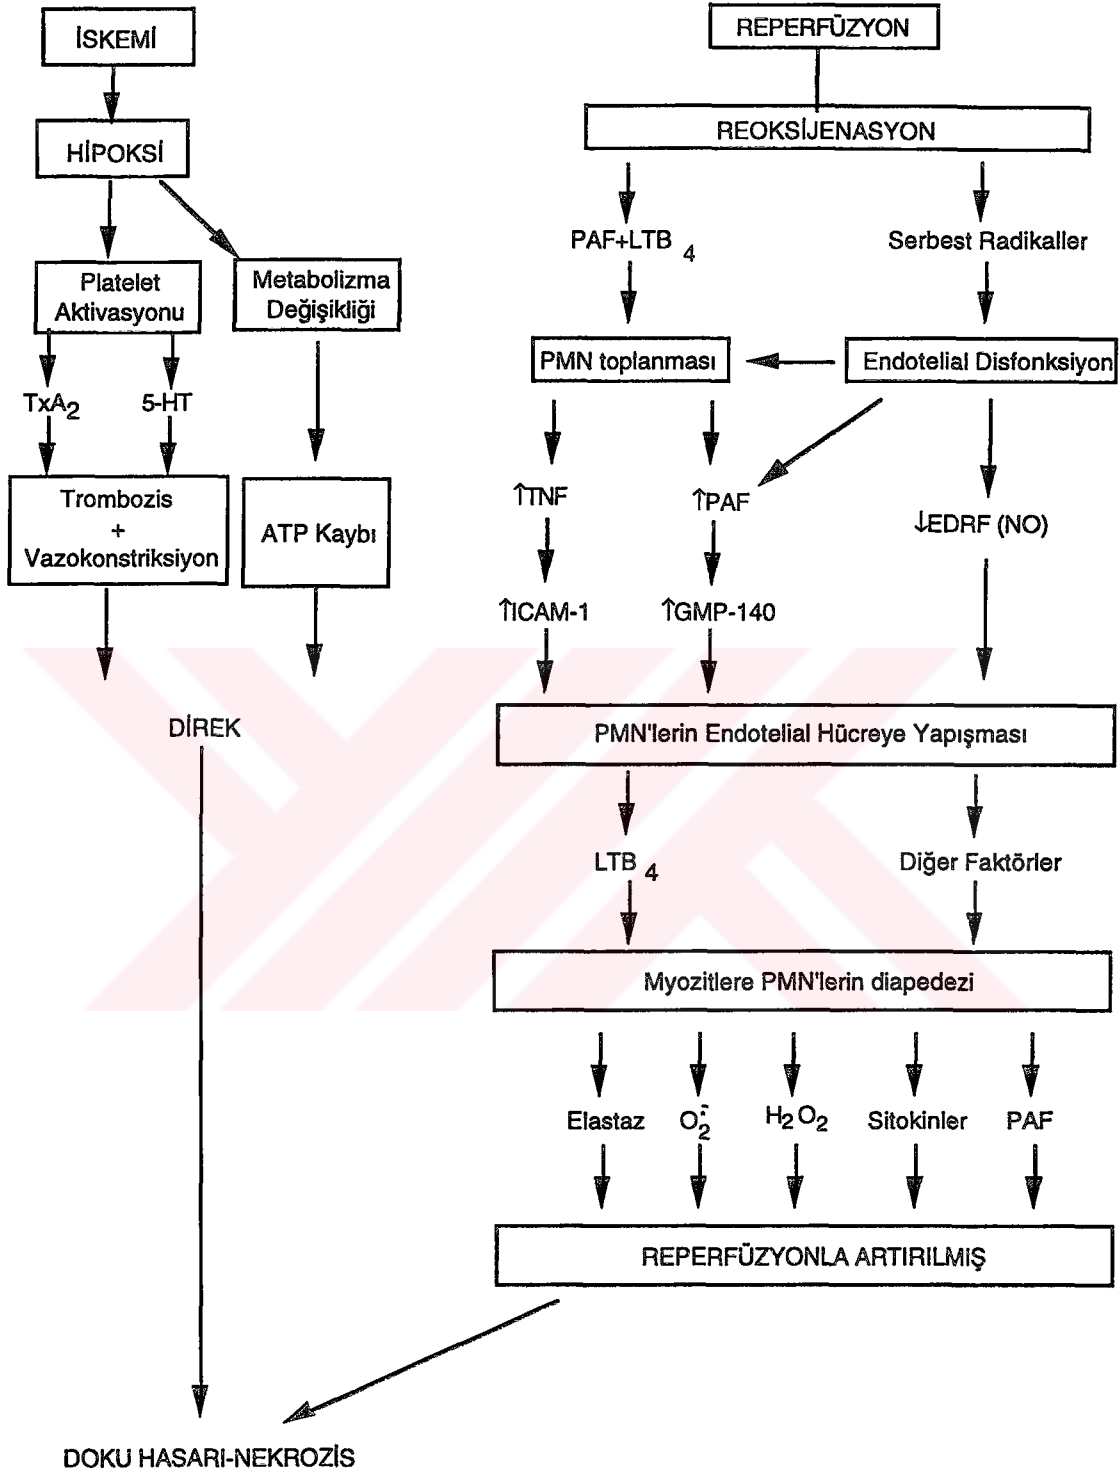 İSKEMİ
HİPOKSİ
Platelet
Aktivasyonu
Metabolizma
Değişikliği
TxA2
5-HT
Trombozis
+
Vazokonstriksiyon
ATP Kaybı
DİREK
REPERFÜZYON
REOKSİJENASYON
PAF+LTB 4
Serbest Radikaller
PMN toplanması
Endotelial Disfonksiyon
↑TNF
↑PAF
↓EDRF (NO)
↑ICAM-1
↑GMP-140
PMN'lerin Endotelial Hücreye Yapışması
LTB 4
Diğer Faktörler
Myozitlere PMN'lerin diapedezi
Elastaz
O2∸
H2O2
Sitokinler
PAF
REPERFÜZYONLA ARTIRILMIŞ
DOKU HASARI-NEKROZİS